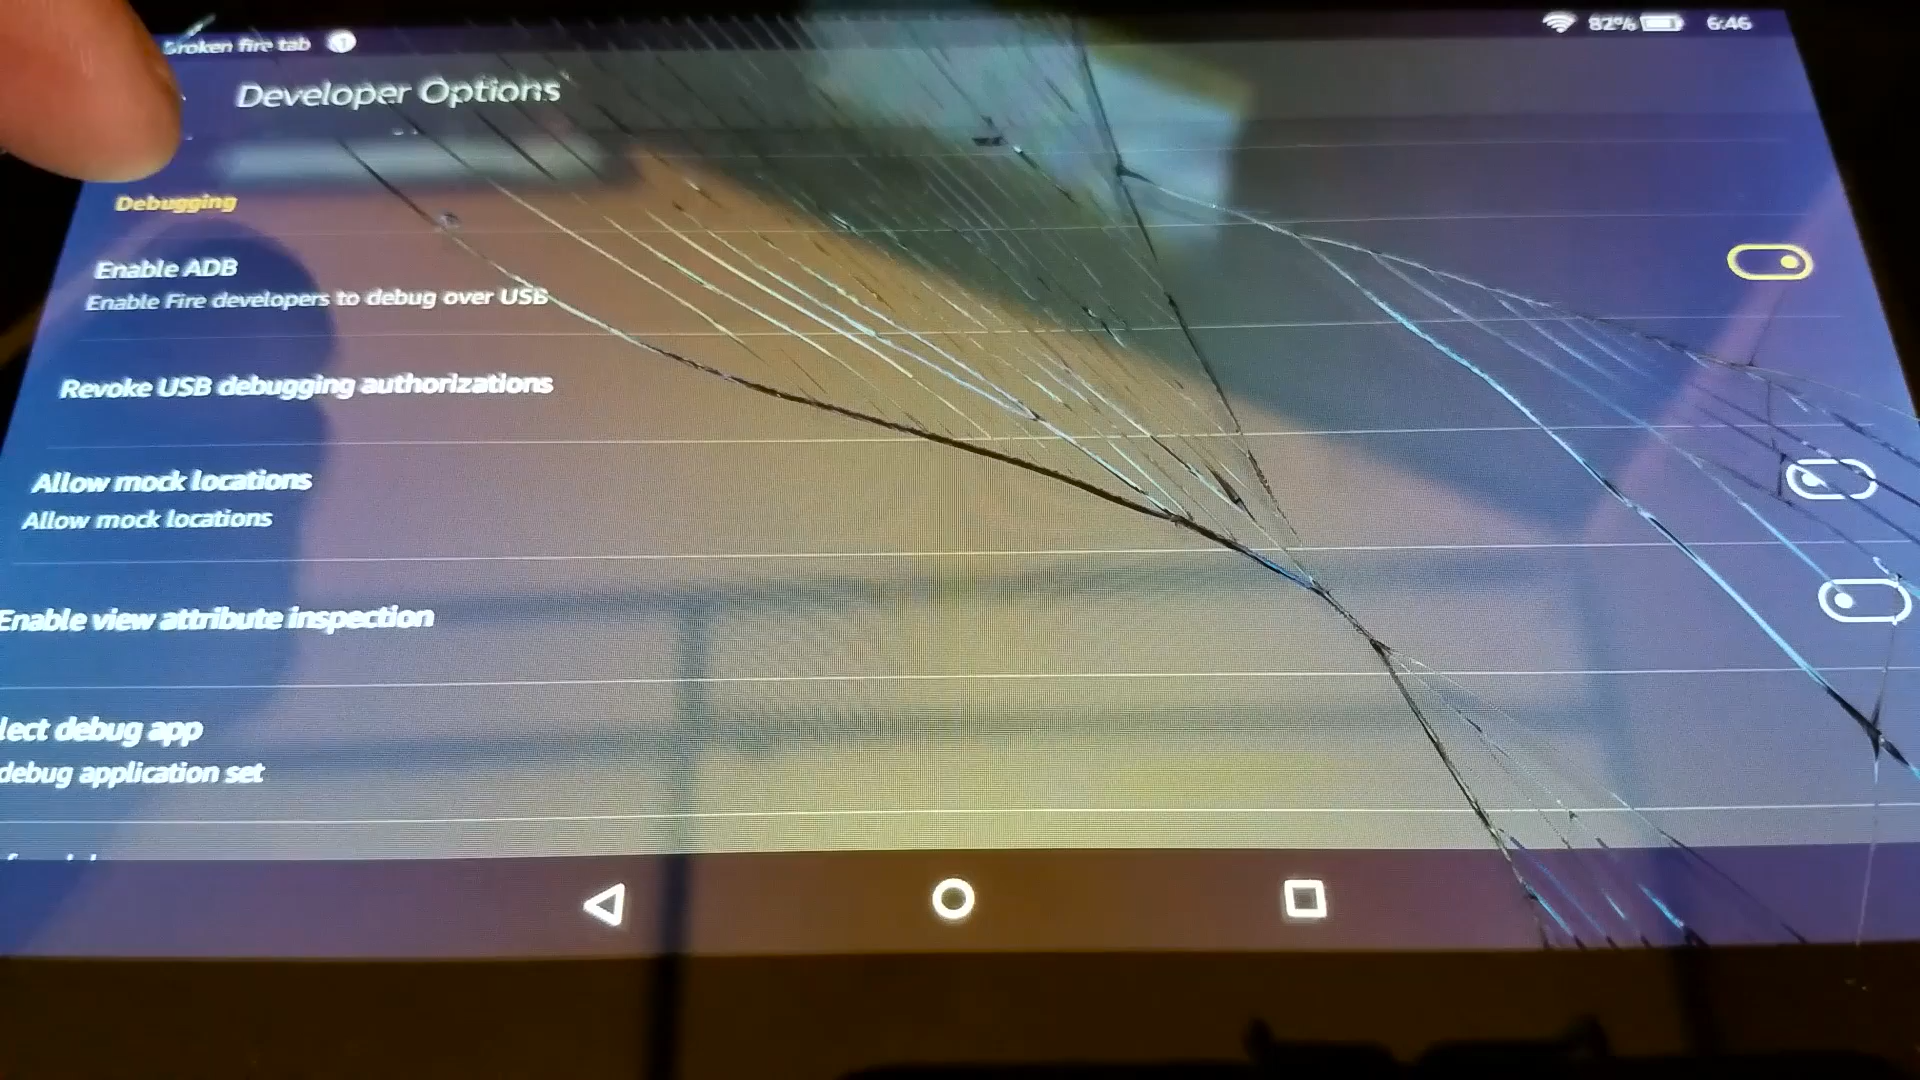 Broken fire tab 1 82% 6:46
Developer Options
Debugging
Enable ADB
Enable Fire developers to debug over USB
Revoke USB debugging authorizations
Allow mock locations
Allow mock locations
Enable view attribute inspection
lect debug app
debug application set